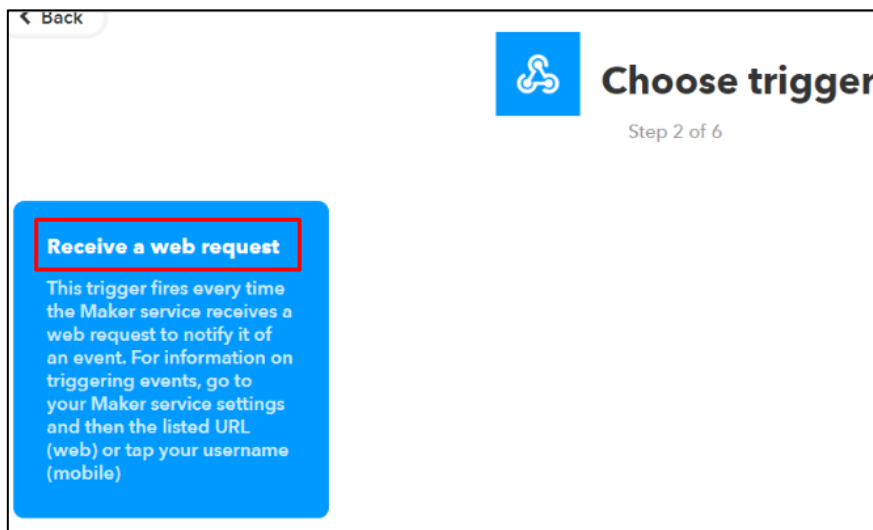 Back
Choose trigger
Step 2 of 6
Receive a web request
This trigger fires every time
the Maker service receives a
web request to notify it of
an event. For information on
triggering events, go to
your Maker service settings
and then the listed URL
(web) or tap your username
(mobile)